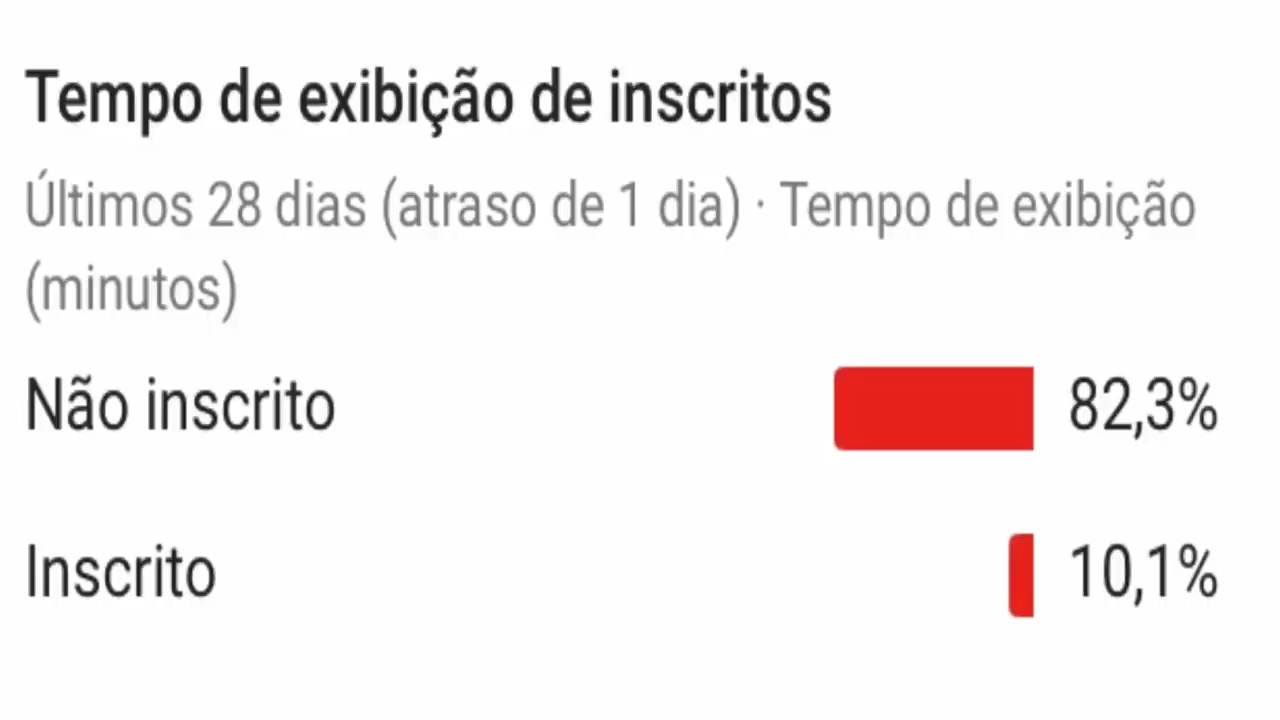 Tempo de exibição de inscritos
Últimos 28 dias (atraso de 1 dia) · Tempo de exibição
(minutos)
Não inscrito 82,3%
Inscrito 10,1%